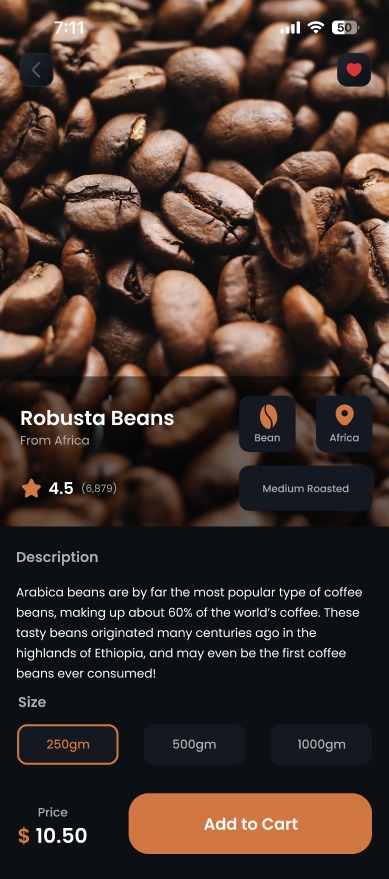 7:11
50
Robusta Beans
From Africa
Bean
Africa
4.5 (6,879)
Medium Roasted
Description
Arabica beans are by far the most popular type of coffee
beans, making up about 60% of the world’s coffee. These
tasty beans originated many centuries ago in the
highlands of Ethiopia, and may even be the first coffee
beans ever consumed!
Size
250gm
500gm
1000gm
Price
$ 10.50
Add to Cart